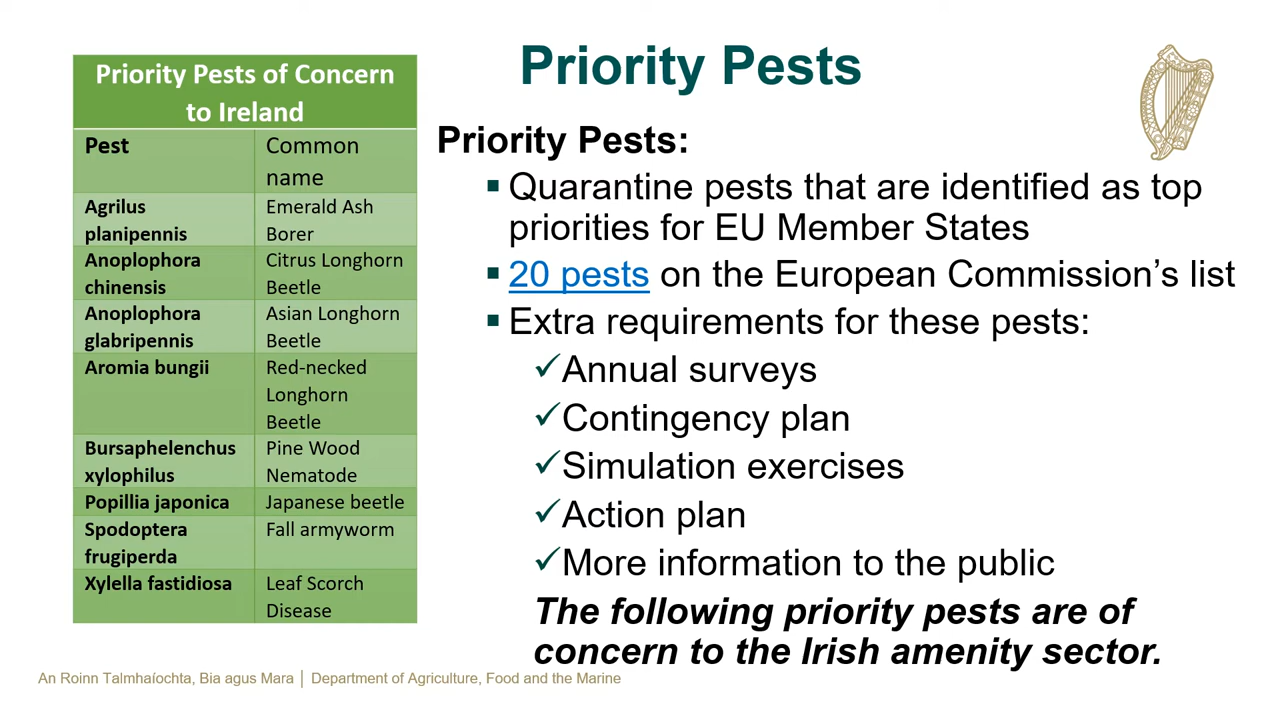 Priority Pests of Concern
to Ireland
Pest
Common
name
Agrilus
planipennis
Emerald Ash
Borer
Anoplophora
chinensis
Citrus Longhorn
Beetle
Anoplophora
glabripennis
Asian Longhorn
Beetle
Aromia bungii
Red-necked
Longhorn
Beetle
Bursaphelenchus
xylophilus
Pine Wood
Nematode
Popillia japonica
Japanese beetle
Spodoptera
frugiperda
Fall armyworm
Xylella fastidiosa
Leaf Scorch
Disease
Priority Pests
Priority Pests:
▪ Quarantine pests that are identified as top
priorities for EU Member States
▪ 20 pests on the European Commission’s list
▪ Extra requirements for these pests:
✓Annual surveys
✓Contingency plan
✓Simulation exercises
✓Action plan
✓More information to the public
The following priority pests are of
concern to the Irish amenity sector.
An Roinn Talmhaíochta, Bia agus Mara | Department of Agriculture, Food and the Marine